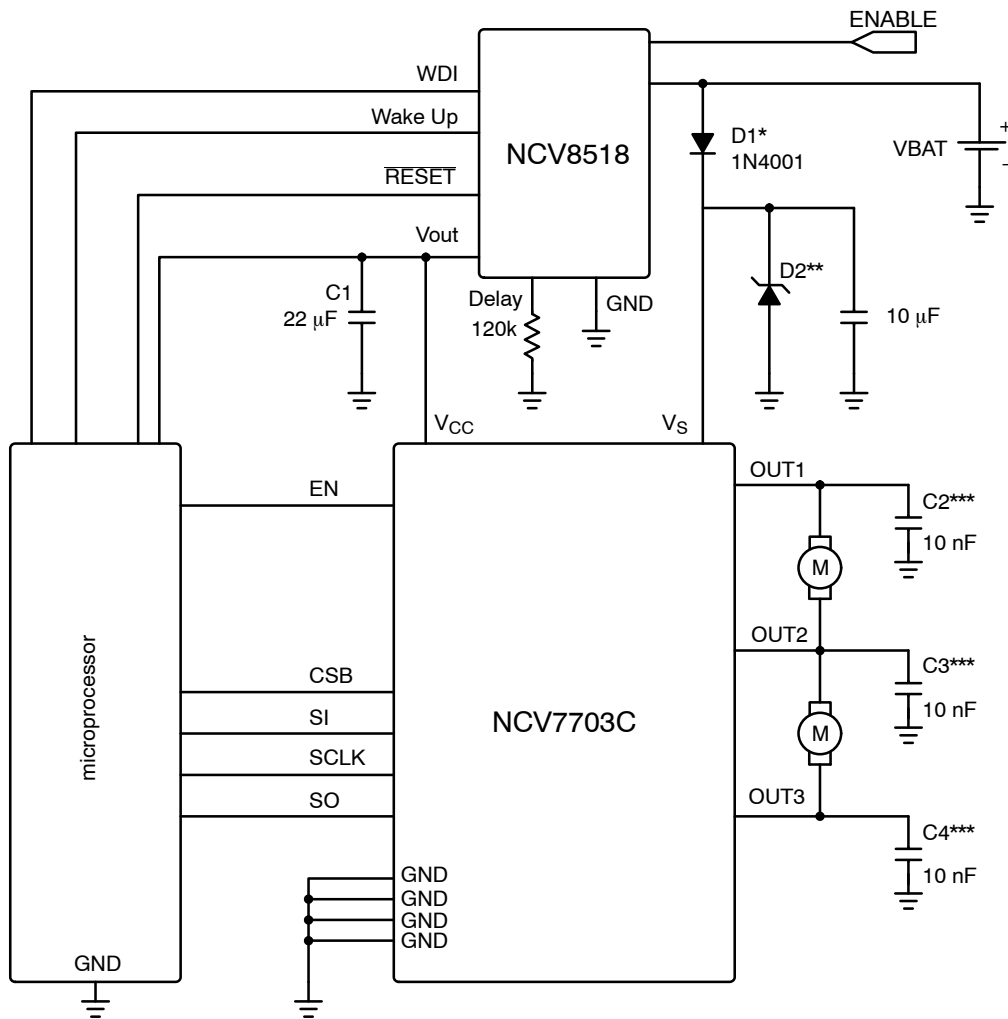 ENABLE
WDI
Wake Up
RESET
Vout
NCV8518
D1*
1N4001
VBAT
+
−
C1
22 μF
Delay
120k
GND
D2**
10 μF
VCC
VS
microprocessor
EN
CSB
SI
SCLK
SO
GND
GND
GND
GND
GND
NCV7703C
OUT1
C2***
10 nF
M
OUT2
C3***
10 nF
M
OUT3
C4***
10 nF